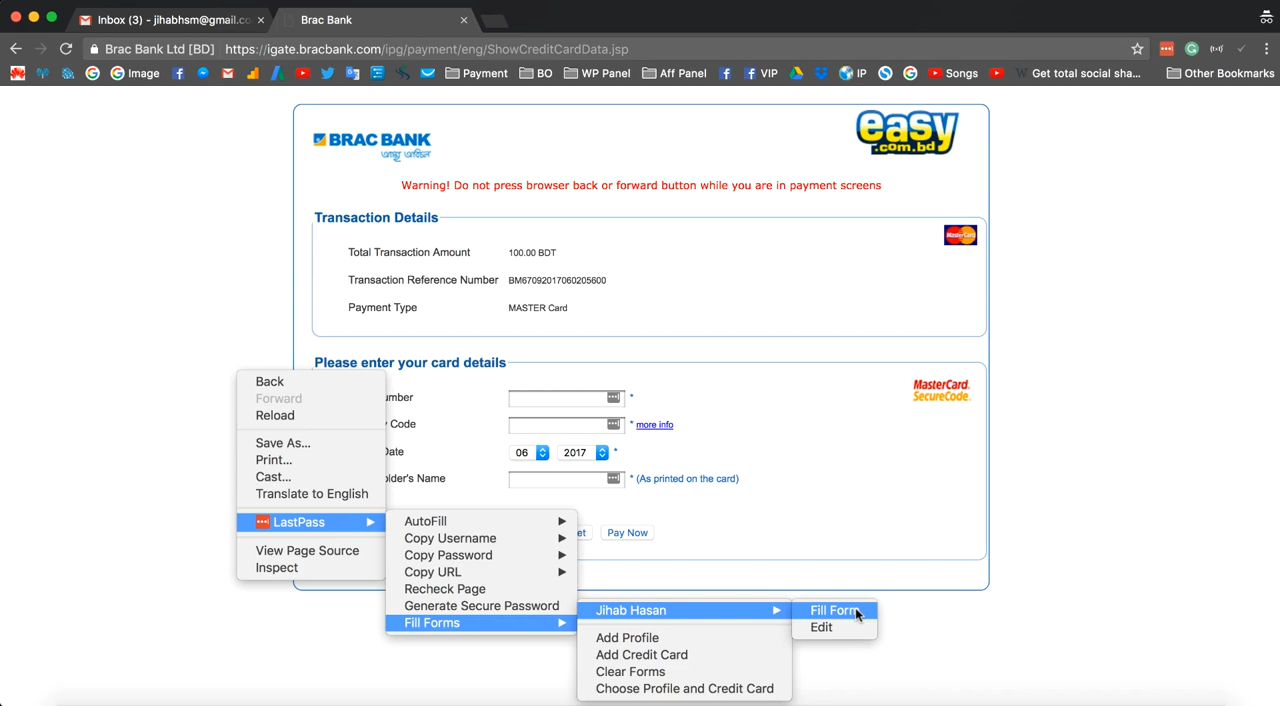 Inbox (3) - jihabhsm@gmail.co
Brac Bank
Brac Bank Ltd [BD] https://igate.bracbank.com/ipg/payment/eng/ShowCreditCardData.jsp
Image Payment BO WP Panel Aff Panel VIP IP Songs Get total social sha... Other Bookmarks
BRAC BANK
আস্থা অবিচল
easy
.com.bd
Warning! Do not press browser back or forward button while you are in payment screens
Transaction Details
MasterCard
Total Transaction Amount 100.00 BDT
Transaction Reference Number BM67092017060205600
Payment Type MASTER Card
Please enter your card details
MasterCard.
SecureCode.
umber *
Code * more info
Date 06 2017 *
older's Name * (As printed on the card)
et Pay Now
Back
Forward
Reload
Save As...
Print...
Cast...
Translate to English
LastPass
View Page Source
Inspect
AutoFill
Copy Username
Copy Password
Copy URL
Recheck Page
Generate Secure Password
Fill Forms
Jihab Hasan
Add Profile
Add Credit Card
Clear Forms
Choose Profile and Credit Card
Fill Form
Edit